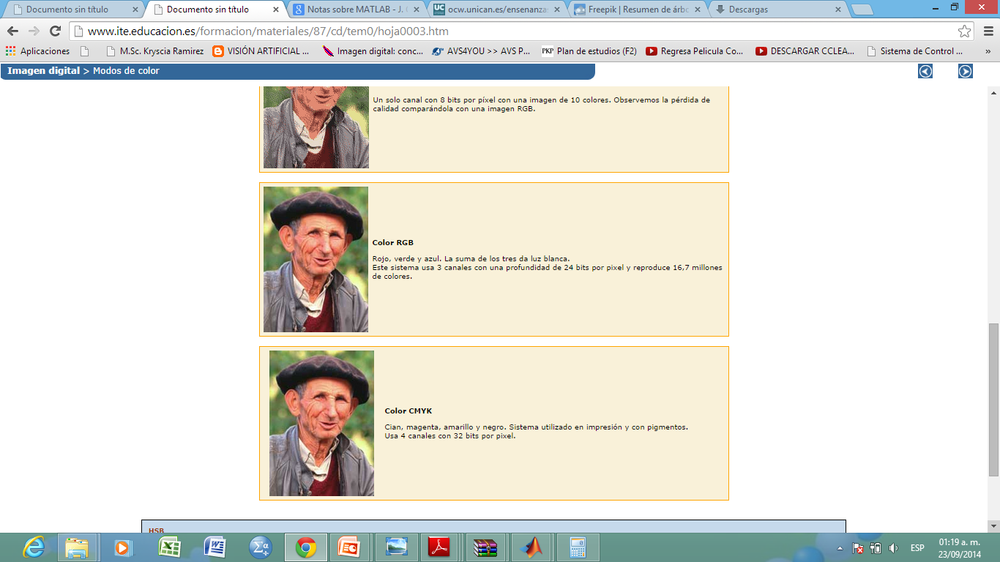 Documento sin título
Documento sin título
Notas sobre MATLAB - J.
ocw.unican.es/ensenanza
Freepik | Resumen de árbo
Descargas
www.ite.educacion.es/formacion/materiales/87/cd/tem0/hoja0003.htm
Aplicaciones
M.Sc. Kryscia Ramirez
VISIÓN ARTIFICIAL ...
Imagen digital: conc...
AVS4YOU >> AVS P...
PKP Plan de estudios (F2)
Regresa Pelicula Co...
DESCARGAR CCLEA...
Sistema de Control ...
»
Imagen digital > Modos de color
Un solo canal con 8 bits por píxel con una imagen de 10 colores. Observemos la pérdida de
calidad comparándola con una imagen RGB.
Color RGB
Rojo, verde y azul. La suma de los tres da luz blanca.
Este sistema usa 3 canales con una profundidad de 24 bits por pixel y reproduce 16,7 millones
de colores.
Color CMYK
Cian, magenta, amarillo y negro. Sistema utilizado en impresión y con pigmentos.
Usa 4 canales con 32 bits por pixel.
HSB
ESP
01:19 a. m.
23/09/2014